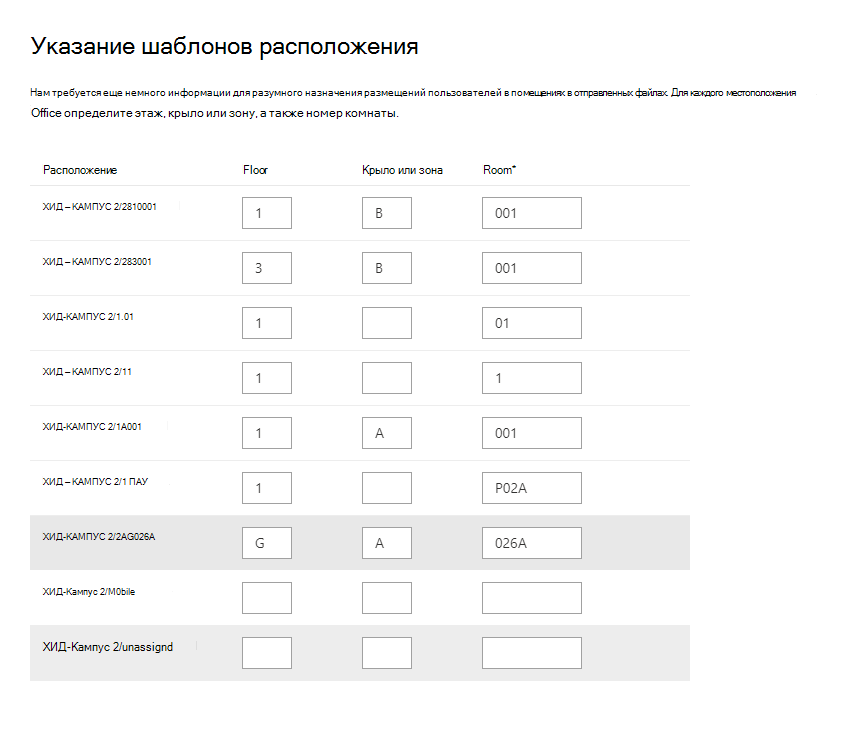 Указание шаблонов расположения
Нам требуется еще немного информации для разумного назначения размещений пользователей в помещениях в отправленных файлах. Для каждого местоположения
Office определите этаж, крыло или зону, а также номер комнаты.
Расположение Floor Крыло или зона Room*
ХИД – КАМПУС 2/2810001 1 B 001
ХИД – КАМПУС 2/283001 3 B 001
ХИД-КАМПУС 2/1.01 1 01
ХИД – КАМПУС 2/11 1 1
ХИД-КАМПУС 2/1A001 1 A 001
ХИД – КАМПУС 2/1 ПАУ 1 P02A
ХИД-КАМПУС 2/2AG026A G A 026A
ХИД-Кампус 2/M0bile
ХИД-Кампус 2/unassignd